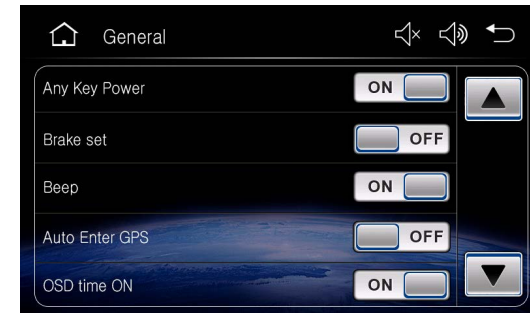 General
Any Key Power ON
Brake set OFF
Beep ON
Auto Enter GPS OFF
OSD time ON ON